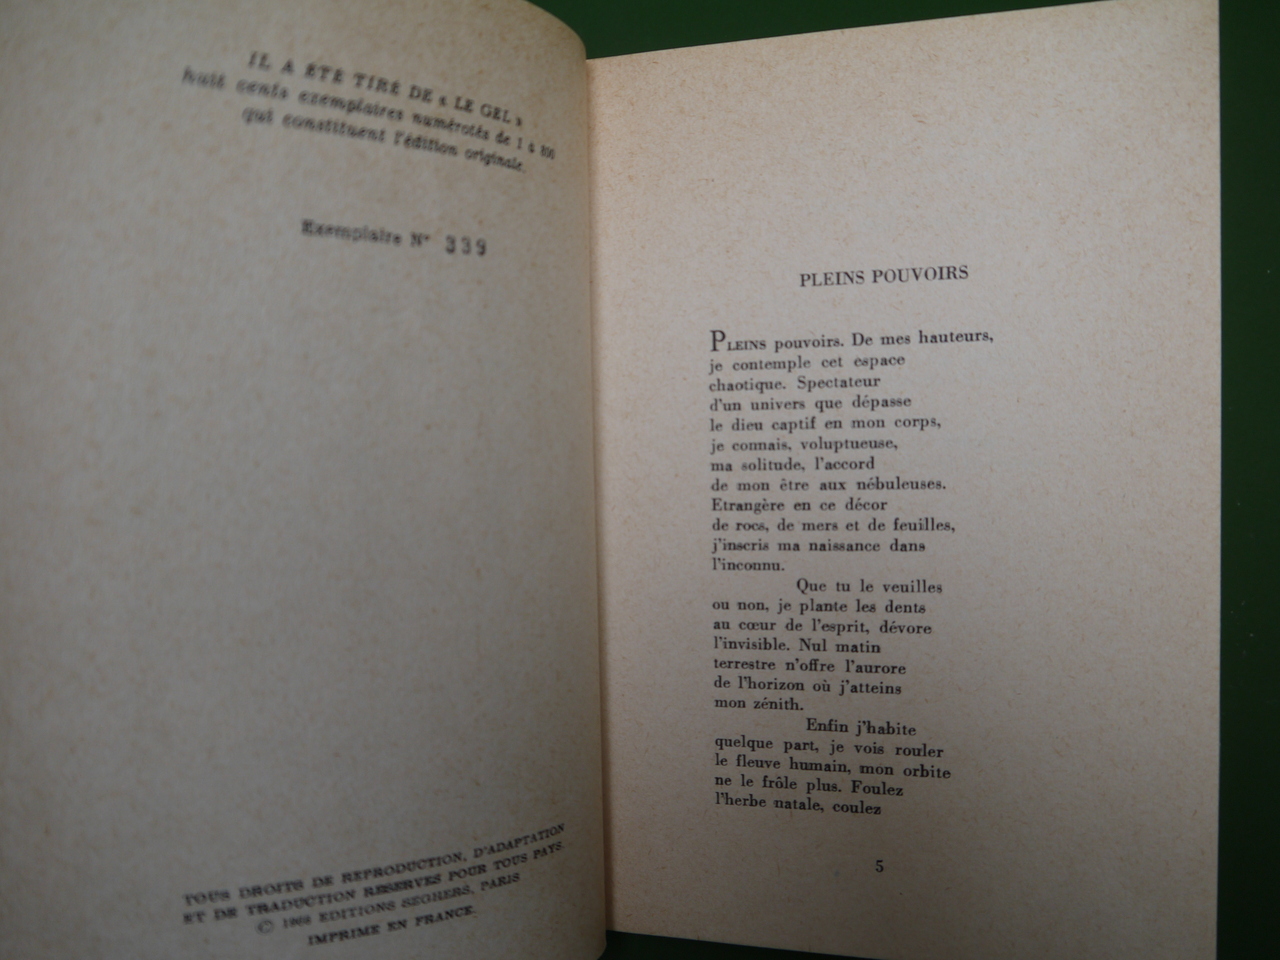 IL A ÉTÉ TIRÉ DE « LE GEL »
huit cents exemplaires numérotés de 1 à 800
qui constituent l'édition originale.
Exemplaire N° 339
TOUS DROITS DE REPRODUCTION, D'ADAPTATION
ET DE TRADUCTION RESERVES POUR TOUS PAYS.
© EDITIONS SEGHERS, PARIS
IMPRIME EN FRANCE.
PLEINS POUVOIRS
PLEINS pouvoirs. De mes hauteurs,
je contemple cet espace
chaotique. Spectateur
d'un univers que dépasse
le dieu captif en mon corps,
je connais, voluptueuse,
ma solitude, l'accord
de mon être aux nébuleuses.
Etrangère en ce décor
de rocs, de mers et de feuilles,
j'inscris ma naissance dans
l'inconnu.
Que tu le veuilles
ou non, je plante les dents
au cœur de l'esprit, dévore
l'invisible. Nul matin
terrestre n'offre l'aurore
de l'horizon où j'atteins
mon zénith.
Enfin j'habite
quelque part, je vois rouler
le fleuve humain, mon orbite
ne le frôle plus. Foulez
l'herbe natale, coulez
5